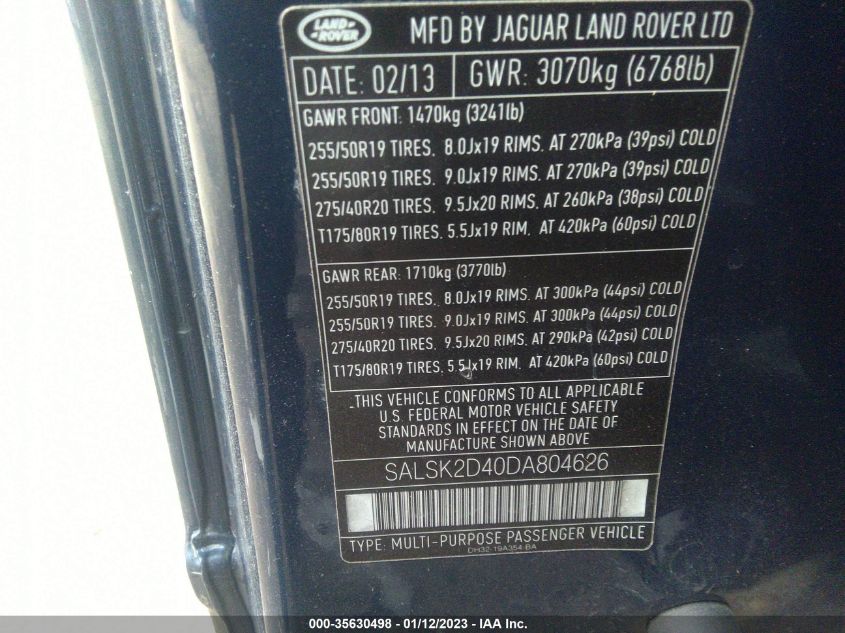 LAND ROVER
MFD BY JAGUAR LAND ROVER LTD
DATE: 02/13 GWR: 3070kg (6768lb)
GAWR FRONT: 1470kg (3241lb)
255/50R19 TIRES. 8.0Jx19 RIMS. AT 270kPa (39psi) COLD
255/50R19 TIRES. 9.0Jx19 RIMS. AT 270kPa (39psi) COLD
275/40R20 TIRES. 9.5Jx20 RIMS. AT 260kPa (38psi) COLD
T175/80R19 TIRES. 5.5Jx19 RIM. AT 420kPa (60psi) COLD
GAWR REAR: 1710kg (3770lb)
255/50R19 TIRES. 8.0Jx19 RIMS. AT 300kPa (44psi) COLD
255/50R19 TIRES. 9.0Jx19 RIMS. AT 300kPa (44psi) COLD
275/40R20 TIRES. 9.5Jx20 RIMS. AT 290kPa (42psi) COLD
T175/80R19 TIRES. 5.5Jx19 RIM. AT 420kPa (60psi) COLD
THIS VEHICLE CONFORMS TO ALL APPLICABLE
U.S. FEDERAL MOTOR VEHICLE SAFETY
STANDARDS IN EFFECT ON THE DATE OF
MANUFACTURE SHOWN ABOVE
SALSK2D40DA804626
TYPE: MULTI-PURPOSE PASSENGER VEHICLE
DH32-19A354-BA
000-35630498 - 01/12/2023 - IAA Inc.